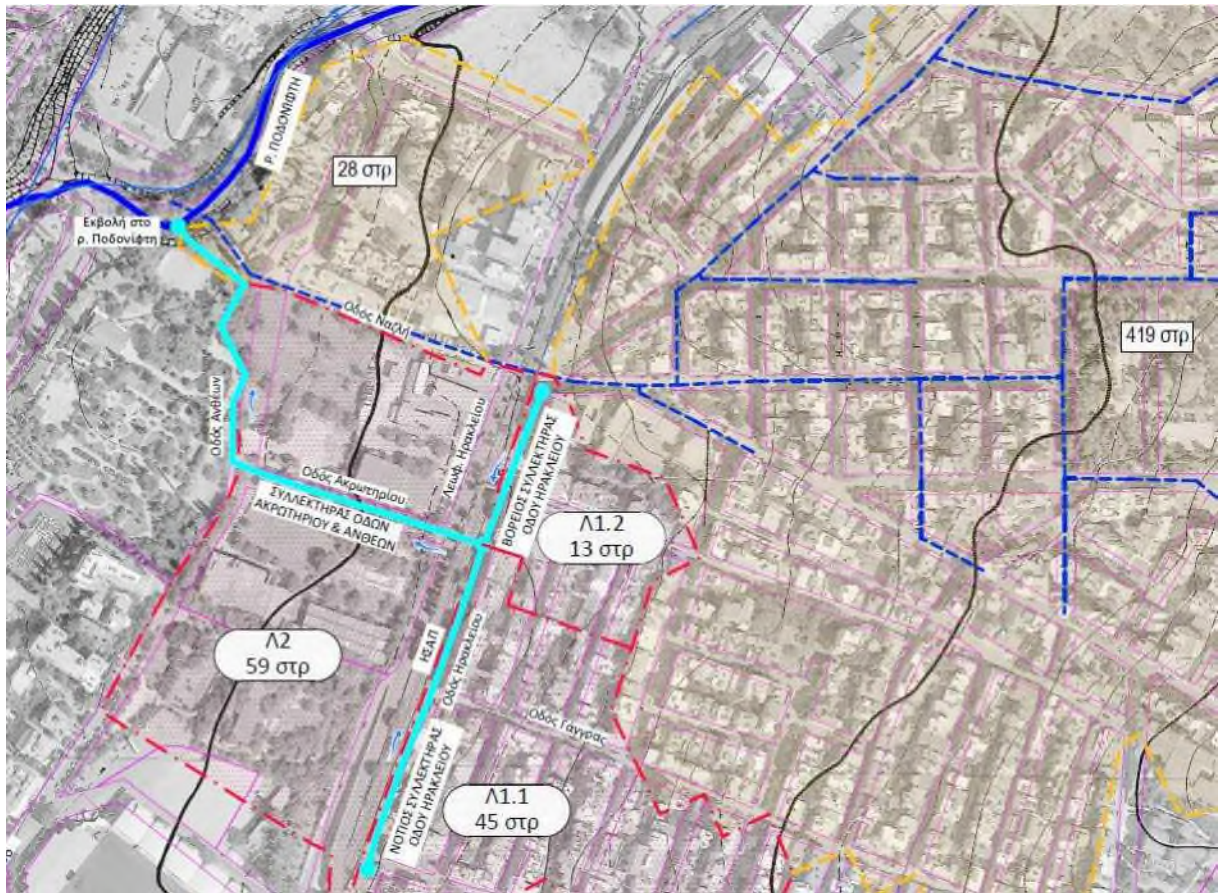 Ρ. ΠΟΔΟΝΙΦΤΗ
28 στρ
Εκβολή στο
ρ. Ποδονίφτη
Οδός Ναζλή
419 στρ
Οδός Ανθέων
Οδός Ακρωτηρίου
ΣΥΛΛΕΚΤΗΡΑΣ ΟΔΩΝ
ΑΚΡΩΤΗΡΙΟΥ & ΑΝΘΕΩΝ
Λεωφ. Ηρακλείου
ΒΟΡΕΙΟΣ ΣΥΛΛΕΚΤΗΡΑΣ
ΟΔΟΥ ΗΡΑΚΛΕΙΟΥ
Λ1.2
13 στρ
Λ2
59 στρ
ΗΣΑΠ
Οδός Ηρακλείου
Οδός Γάγγρας
ΝΟΤΙΟΣ ΣΥΛΛΕΚΤΗΡΑΣ
ΟΔΟΥ ΗΡΑΚΛΕΙΟΥ
Λ1.1
45 στρ